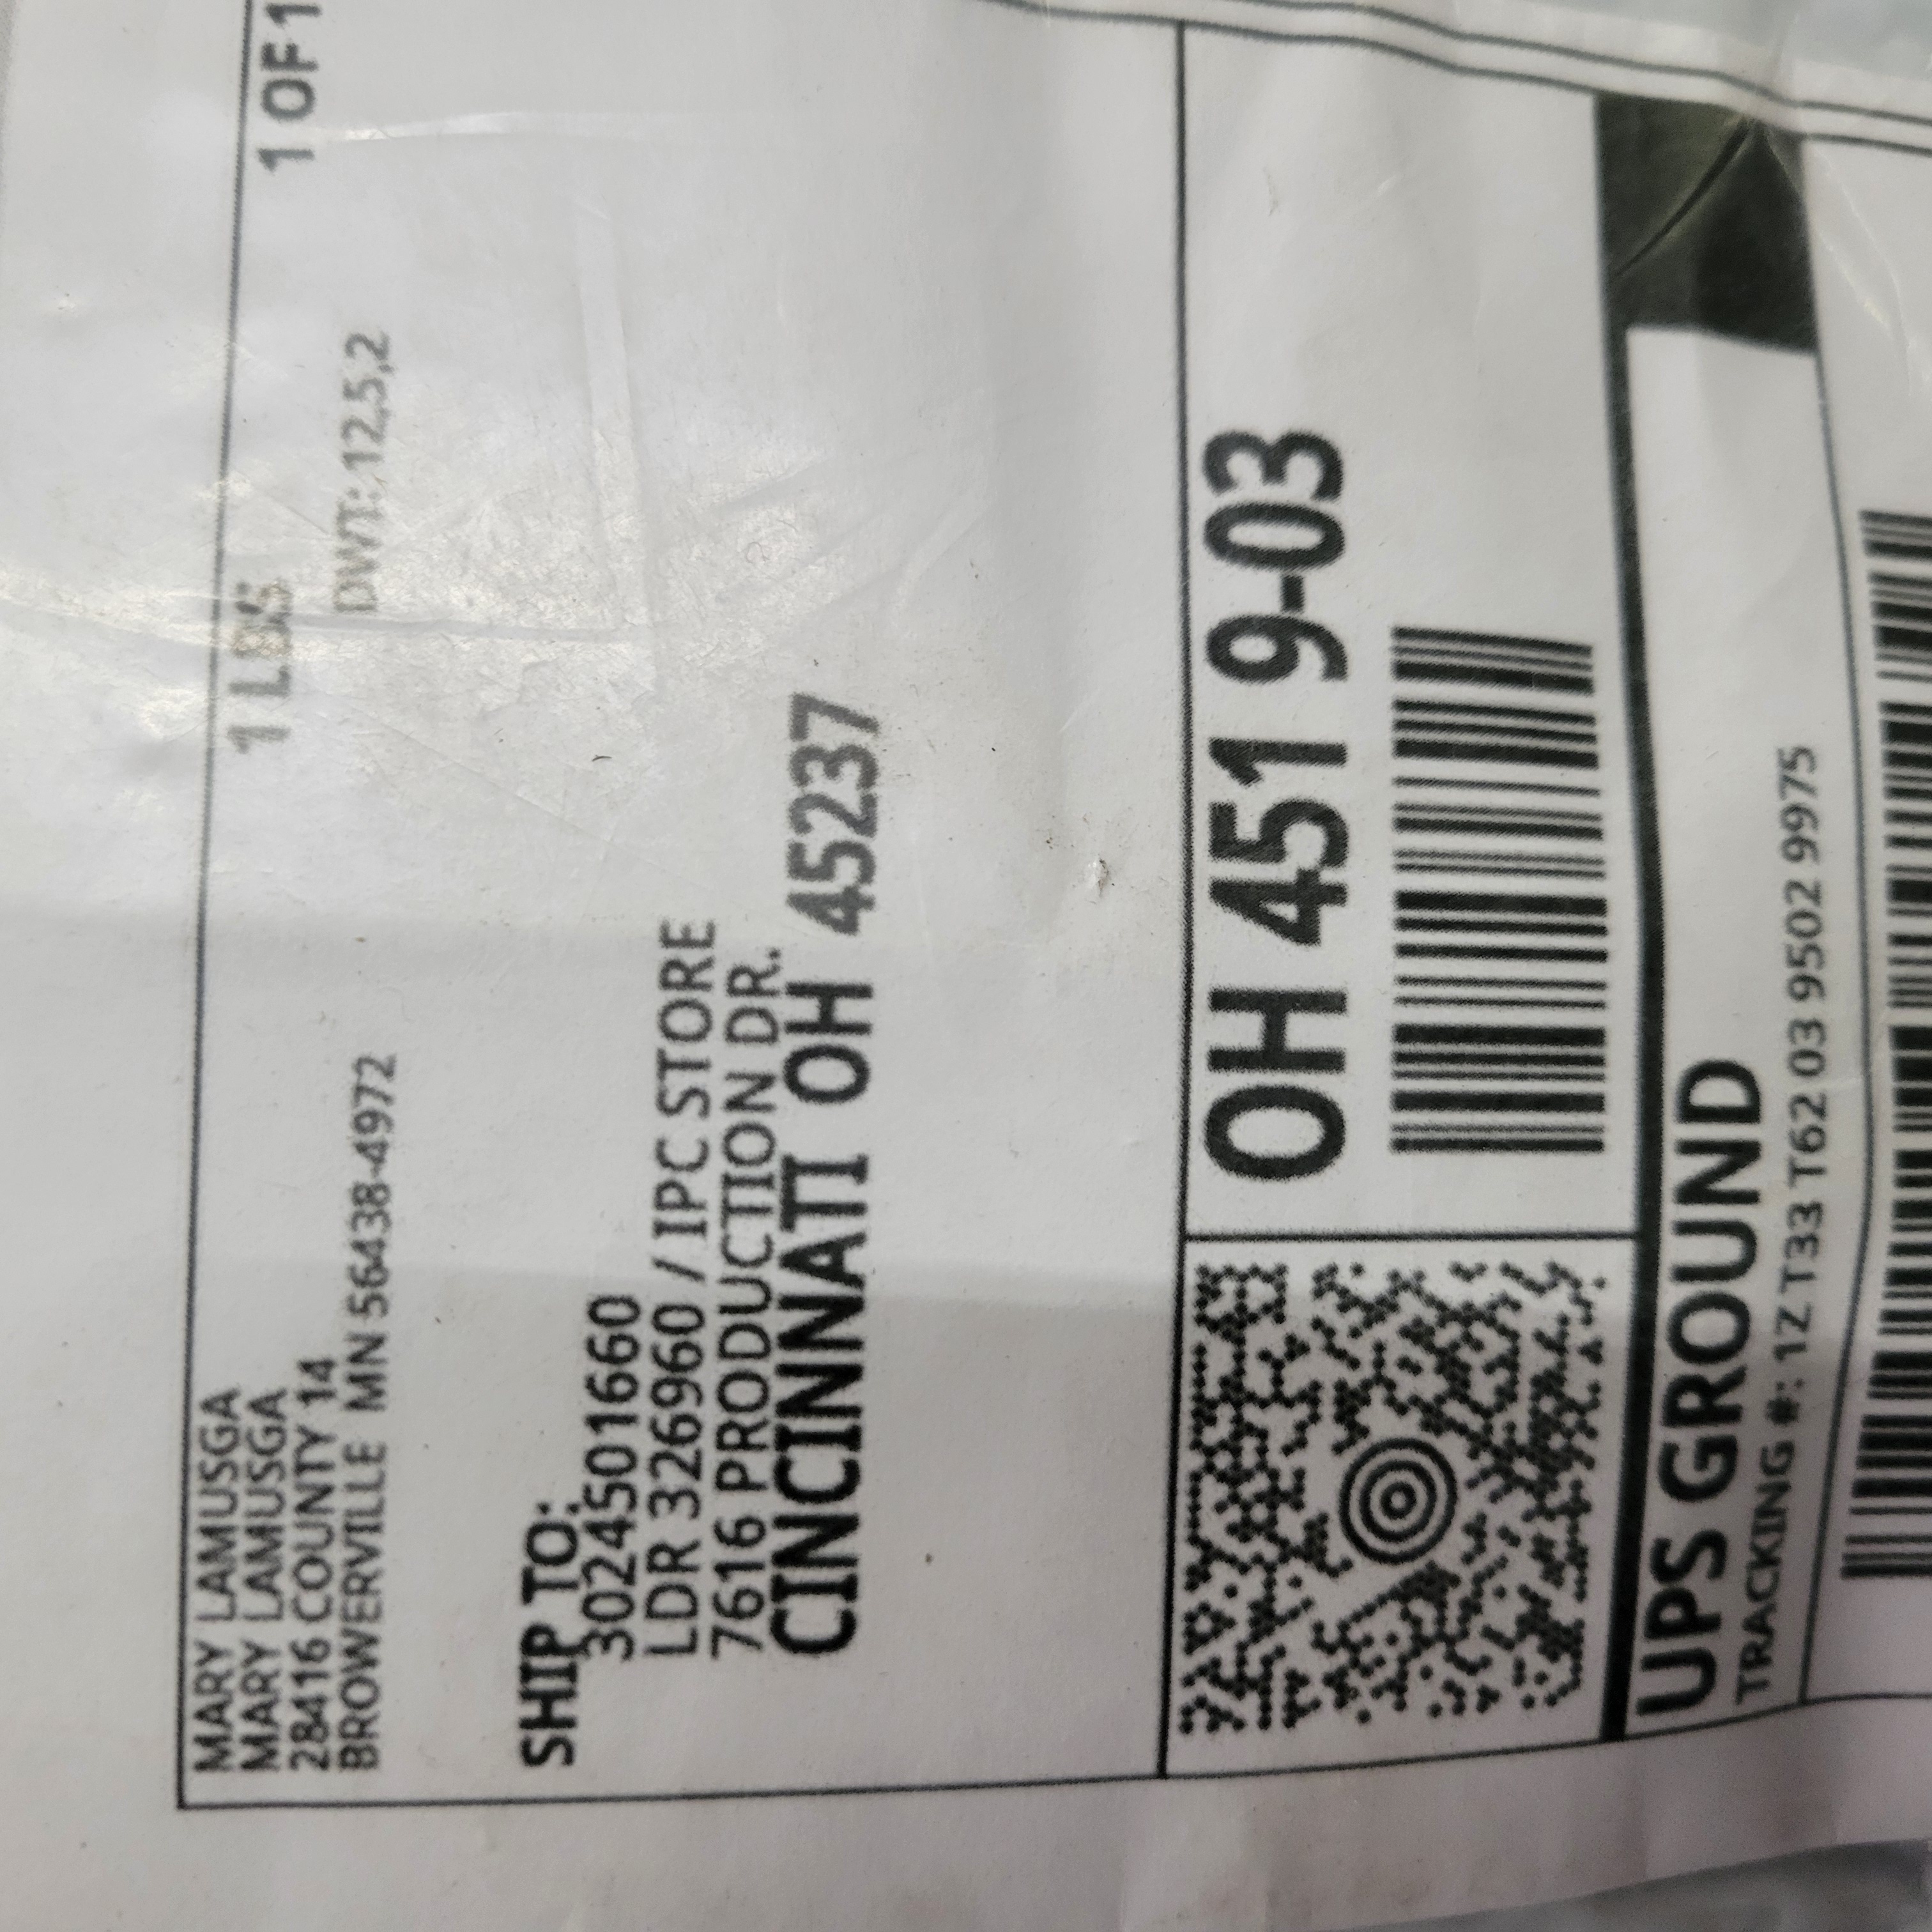 MARY LAMUSGA
MARY LAMUSGA
28416 COUNTY 14
BROWERVILLE MN 56438-4972
1 LBS
1 OF 1
DWT: 12,5,2
SHIP TO:
3024501660
LDR 326960 / IPC STORE
7616 PRODUCTION DR.
CINCINNATI OH 45237
OH 451 9-03
UPS GROUND
TRACKING #: 1Z T33 T62 03 9502 9975